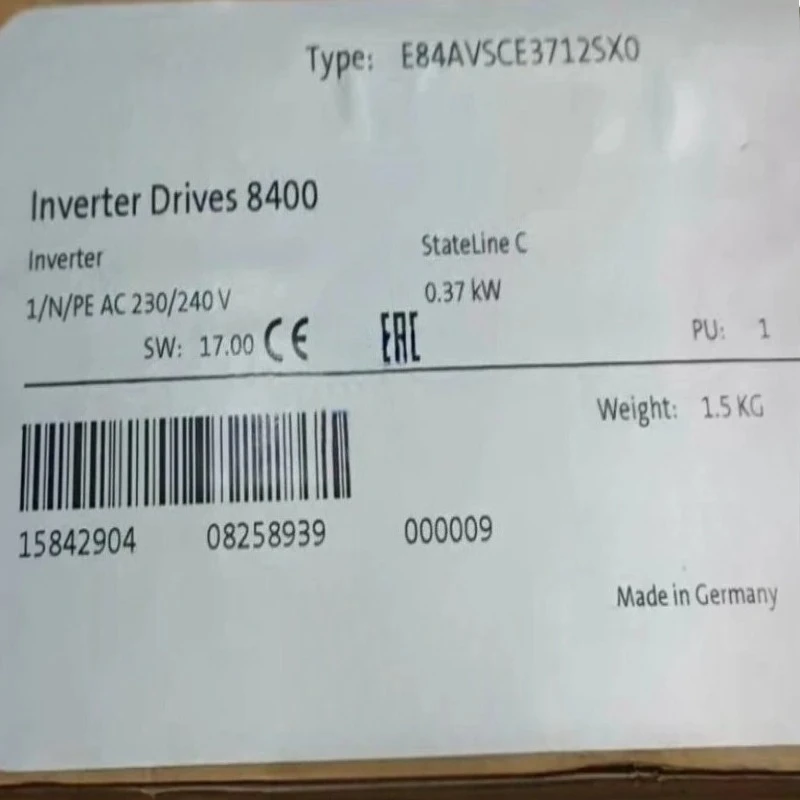 Type: E84AVSCE3712SX0
Inverter Drives 8400
Inverter StateLine C
1/N/PE AC 230/240 V 0.37 kW
SW: 17.00 CE EAC PU: 1
Weight: 1.5 KG
15842904 08258939 000009
Made in Germany